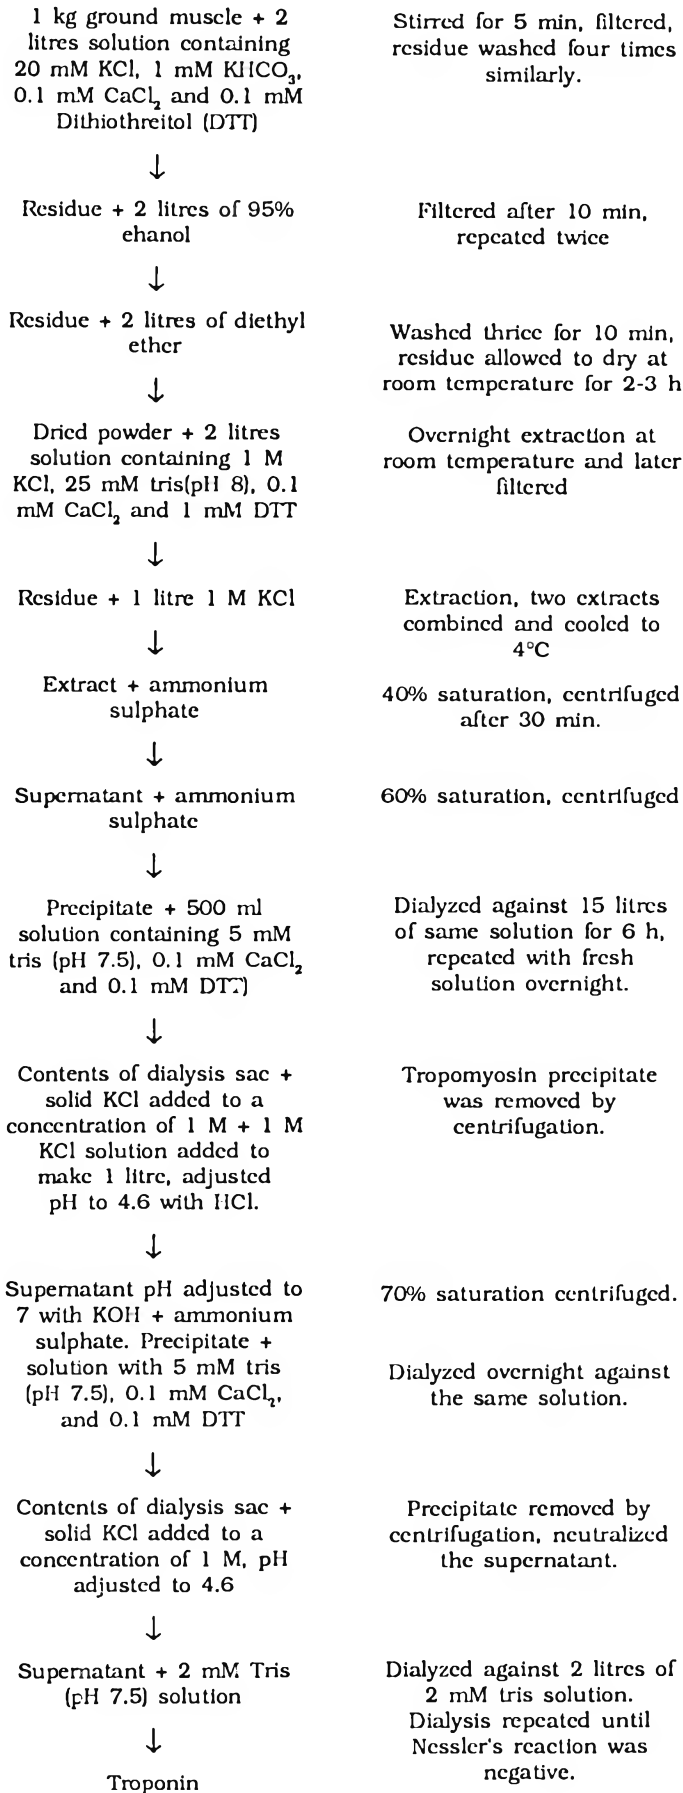 1 kg ground muscle + 2
litres solution containing
20 mM KCl, 1 mM KHCO₃,
0.1 mM CaCl₂ and 0.1 mM
Dithiothreitol (DTT)
Stirred for 5 min, filtered,
residue washed four times
similarly.
↓
Residue + 2 litres of 95%
ehanol
Filtered after 10 min,
repeated twice
↓
Residue + 2 litres of diethyl
ether
Washed thrice for 10 min,
residue allowed to dry at
room temperature for 2-3 h
↓
Dried powder + 2 litres
solution containing 1 M
KCl, 25 mM tris(pH 8), 0.1
mM CaCl₂ and 1 mM DTT
Overnight extraction at
room temperature and later
filtered
↓
Residue + 1 litre 1 M KCl
Extraction, two extracts
combined and cooled to
4°C
↓
Extract + ammonium
sulphate
40% saturation, centrifuged
after 30 min.
↓
Supernatant + ammonium
sulphate
60% saturation, centrifuged
↓
Precipitate + 500 ml
solution containing 5 mM
tris (pH 7.5), 0.1 mM CaCl₂
and 0.1 mM DTT)
Dialyzed against 15 litres
of same solution for 6 h,
repeated with fresh
solution overnight.
↓
Contents of dialysis sac +
solid KCl added to a
concentration of 1 M + 1 M
KCl solution added to
make 1 litre, adjusted
pH to 4.6 with HCl.
Tropomyosin precipitate
was removed by
centrifugation.
↓
Supernatant pH adjusted to
7 with KOH + ammonium
sulphate. Precipitate +
solution with 5 mM tris
(pH 7.5), 0.1 mM CaCl₂,
and 0.1 mM DTT
70% saturation centrifuged.
Dialyzed overnight against
the same solution.
↓
Contents of dialysis sac +
solid KCl added to a
concentration of 1 M, pH
adjusted to 4.6
Precipitate removed by
centrifugation, neutralized
the supernatant.
↓
Supernatant + 2 mM Tris
(pH 7.5) solution
Dialyzed against 2 litres of
2 mM tris solution.
Dialysis repeated until
Nessler's reaction was
negative.
↓
Troponin